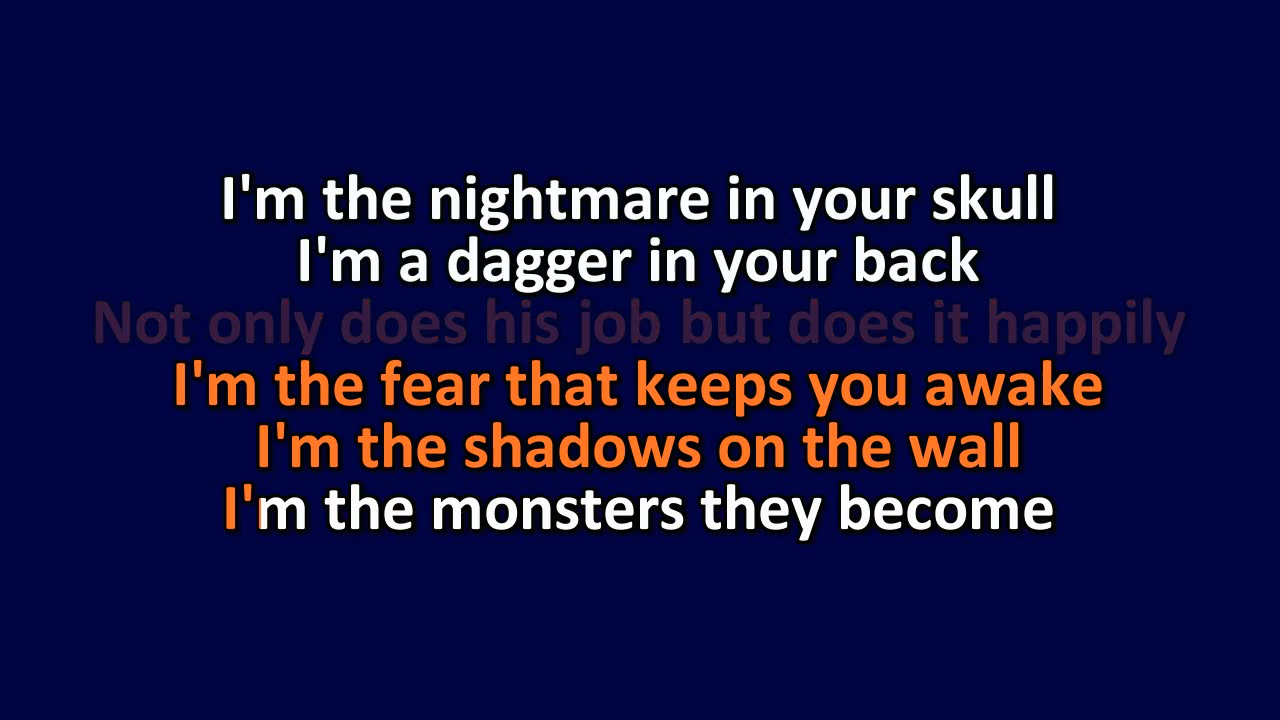 I'm the nightmare in your skull
I'm a dagger in your back
Not only does his job but does it happily
I'm the fear that keeps you awake
I'm the shadows on the wall
I'm the monsters they become